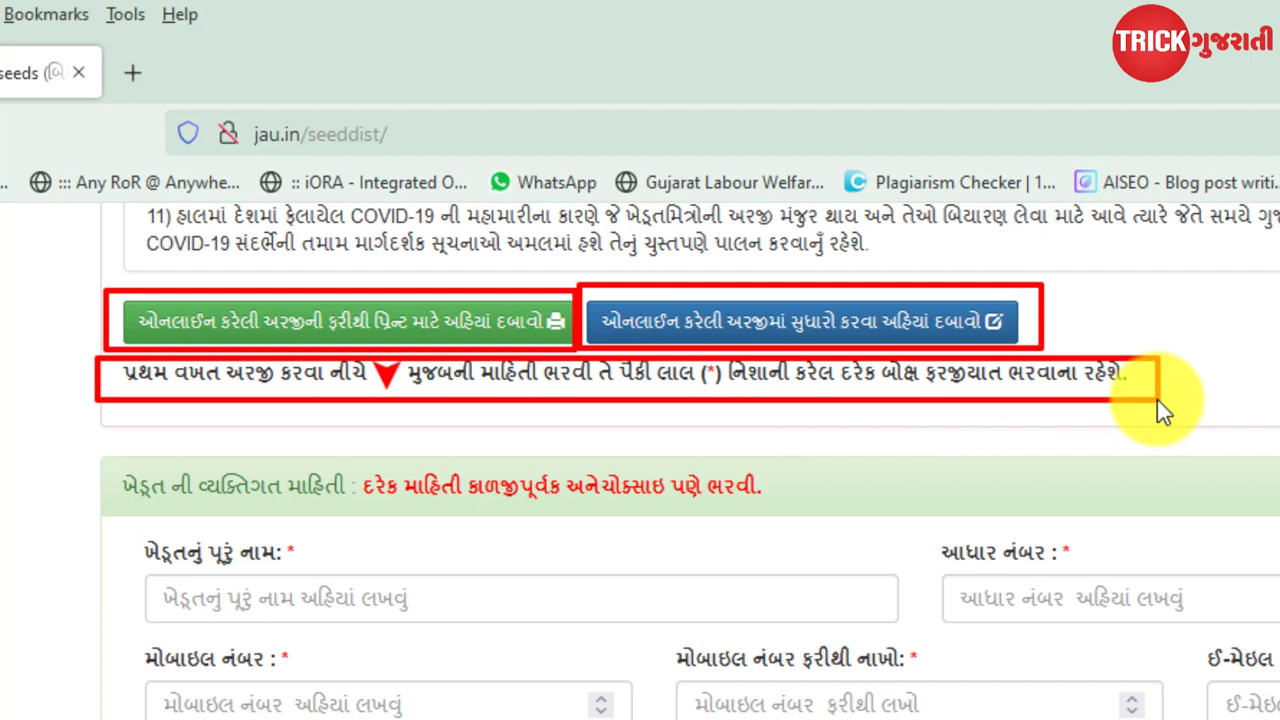 Bookmarks Tools Help
TRICK ગુજરાતી
seeds (બિ
jau.in/seeddist/
... ::: Any RoR @ Anywhe... :: iORA - Integrated O... WhatsApp Gujarat Labour Welfar... Plagiarism Checker | 1... AISEO - Blog post writi.
11) હાલમાં દેશમાં ફેલાયેલ COVID-19 ની મહામારીના કારણે જે ખેડૂતમિત્રોની અરજી મંજુર થાય અને તેઓ બિયારણ લેવા માટે આવે ત્યારે જેતે સમયે ગુજ
COVID-19 સંદર્ભેની તમામ માર્ગદર્શક સૂચનાઓ અમલમાં હશે તેનું ચુસ્તપણે પાલન કરવાનુઁ રહેશે.
ઓનલાઈન કરેલી અરજીની ફરીથી પ્રિન્ટ માટે અહિયાં દબાવો ઓનલાઈન કરેલી અરજીમાં સુધારો કરવા અહિયાં દબાવો
પ્રથમ વખત અરજી કરવા નીચે મુજબની માહિતી ભરવી તે પૈકી લાલ (*) નિશાની કરેલ દરેક બોક્ષ ફરજીયાત ભરવાના રહેશે.
ખેડૂત ની વ્યક્તિગત માહિતી : દરેક માહિતી કાળજીપૂર્વક અનેચોક્સાઇ પણે ભરવી.
ખેડૂતનું પૂરું નામ: * આધાર નંબર : *
ખેડૂતનું પૂરું નામ અહિયાં લખવું આધાર નંબર અહિયાં લખવું
મોબાઇલ નંબર : * મોબાઇલ નંબર ફરીથી નાખો: * ઈ-મેઇલ
મોબાઇલ નંબર અહિયાં લખવું મોબાઇલ નંબર ફરીથી લખો ઈ-મેઇ